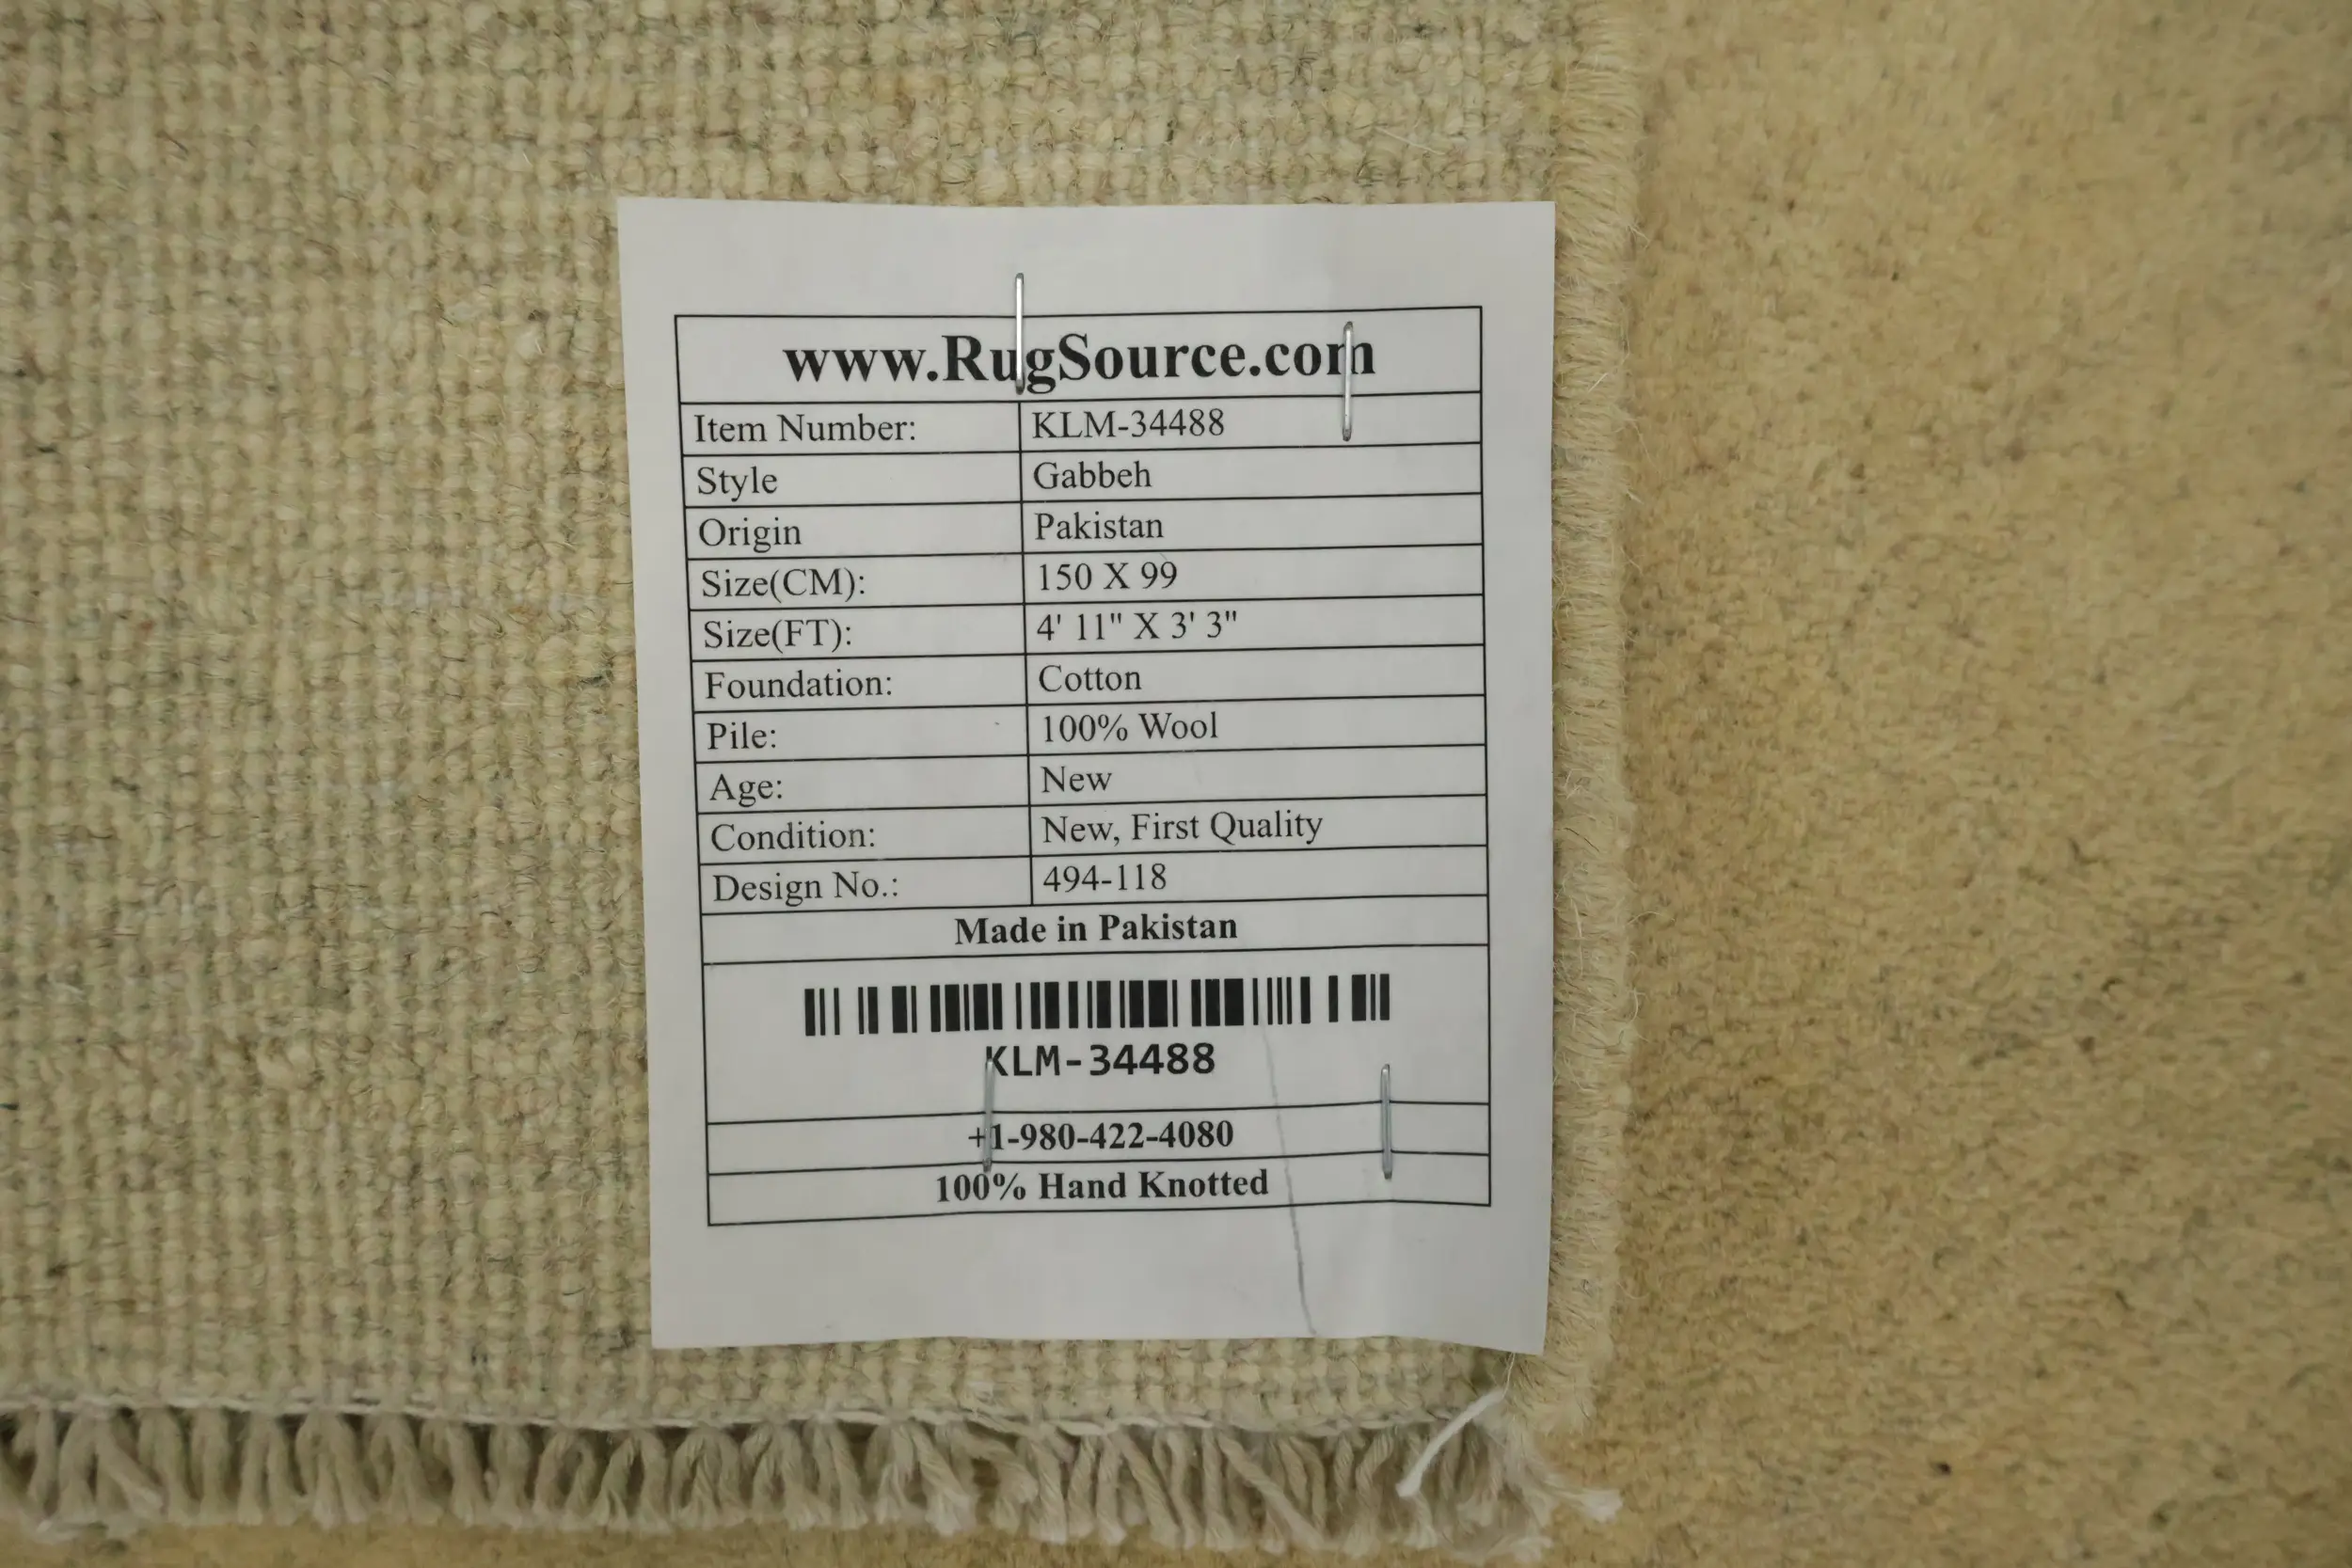 www.RugSource.com
Item Number: KLM-34488
Style Gabbeh
Origin Pakistan
Size(CM): 150 X 99
Size(FT): 4' 11" X 3' 3"
Foundation: Cotton
Pile: 100% Wool
Age: New
Condition: New, First Quality
Design No.: 494-118
Made in Pakistan
KLM-34488
+1-980-422-4080
100% Hand Knotted